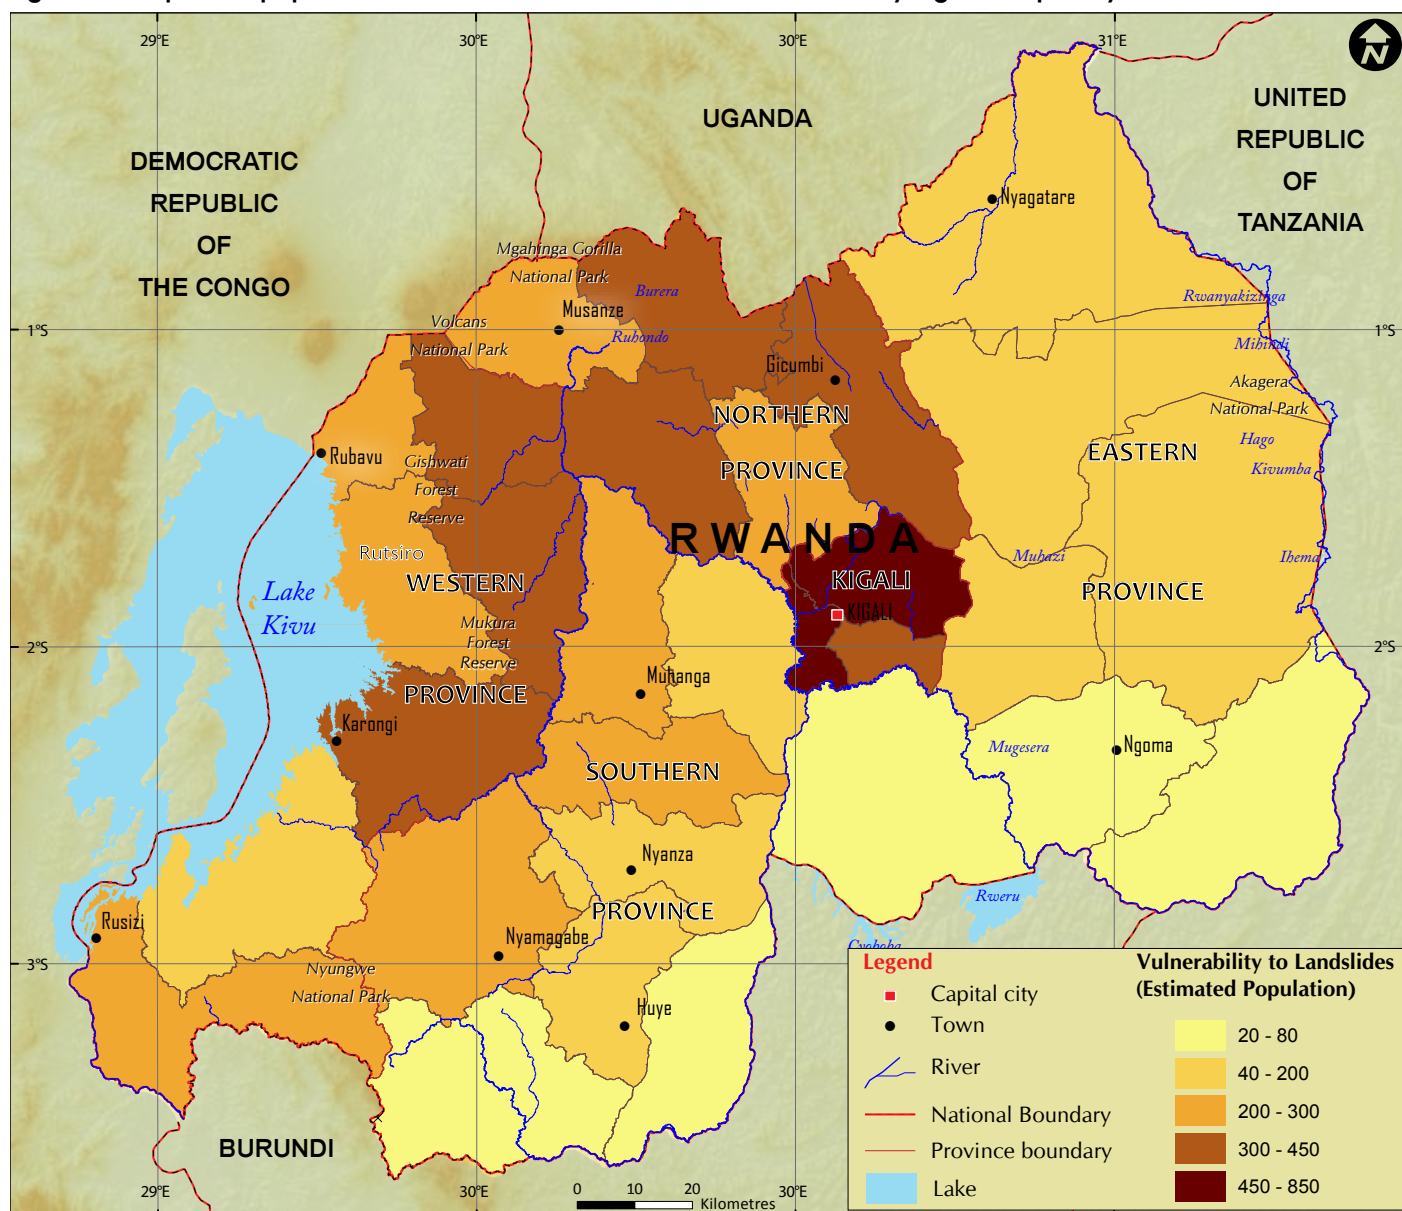 29°E
30°E
30°E
31°E
N
UGANDA
UNITED
REPUBLIC
OF
TANZANIA
DEMOCRATIC
REPUBLIC
OF
THE CONGO
Nyagatare
Mgahinga Gorilla
National Park
Burera
Rwanyakizinga
Musanze
Volcans
National Park
Ruhondo
1°S
1°S
Mihindi
Gicumbi
Akagera
National Park
NORTHERN
PROVINCE
EASTERN
PROVINCE
Hago
Kivumba
Rubavu
Gishwati
Forest
Reserve
RWANDA
Rutsiro
Muhazi
Ihema
WESTERN
PROVINCE
KIGALI
KIGALI
Lake
Kivu
Mukura
Forest
Reserve
2°S
2°S
Muhanga
Karongi
Mugesera
Ngoma
SOUTHERN
PROVINCE
Nyanza
Rweru
Rusizi
Nyamagabe
3°S
Nyungwe
National Park
Huye
BURUNDI
29°E
30°E
30°E
0 10 20
Kilometres
Legend
Capital city
Town
River
National Boundary
Province boundary
Lake
Vulnerability to Landslides
(Estimated Population)
20 - 80
40 - 200
200 - 300
300 - 450
450 - 850